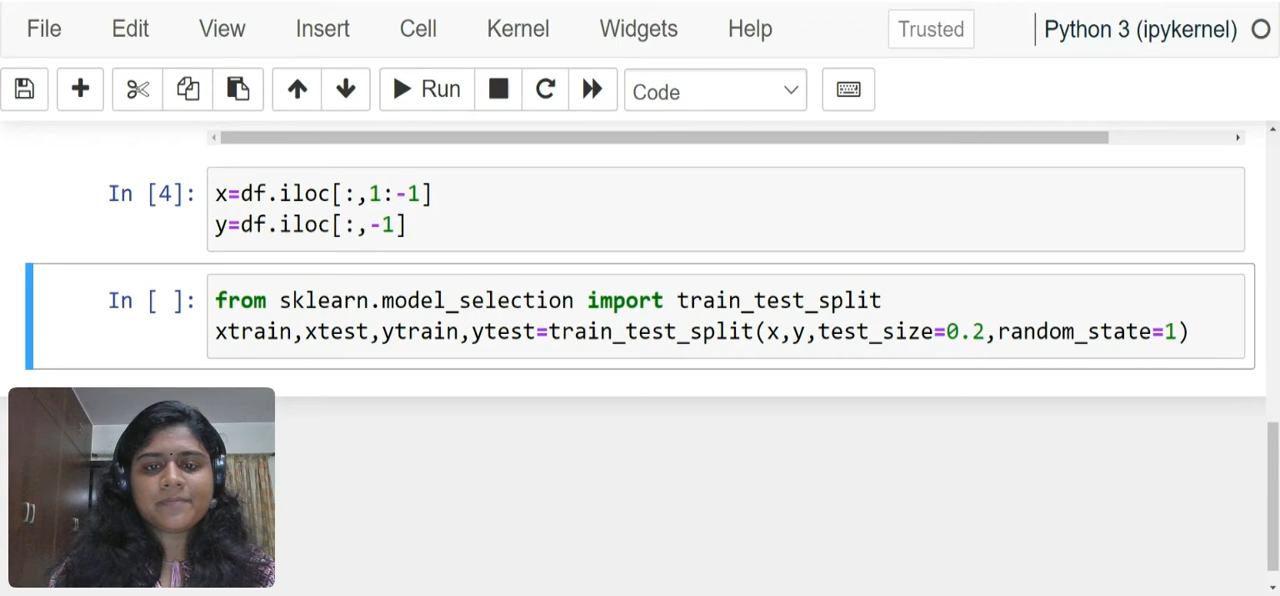 File Edit View Insert Cell Kernel Widgets Help Trusted Python 3 (ipykernel)
Run Code
In [4]: x=df.iloc[:,1:-1]
y=df.iloc[:,-1]
In [ ]: from sklearn.model_selection import train_test_split
xtrain,xtest,ytrain,ytest=train_test_split(x,y,test_size=0.2,random_state=1)